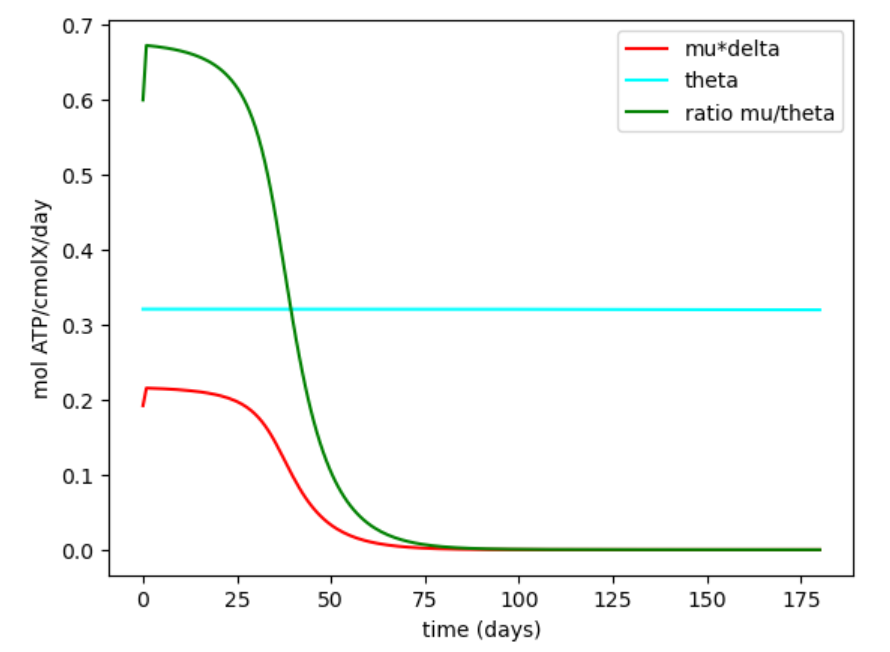 0.7
0.6
0.5
0.4
0.3
0.2
0.1
0.0
mol ATP/cmolX/day
mu*delta
theta
ratio mu/theta
0 25 50 75 100 125 150 175
time (days)